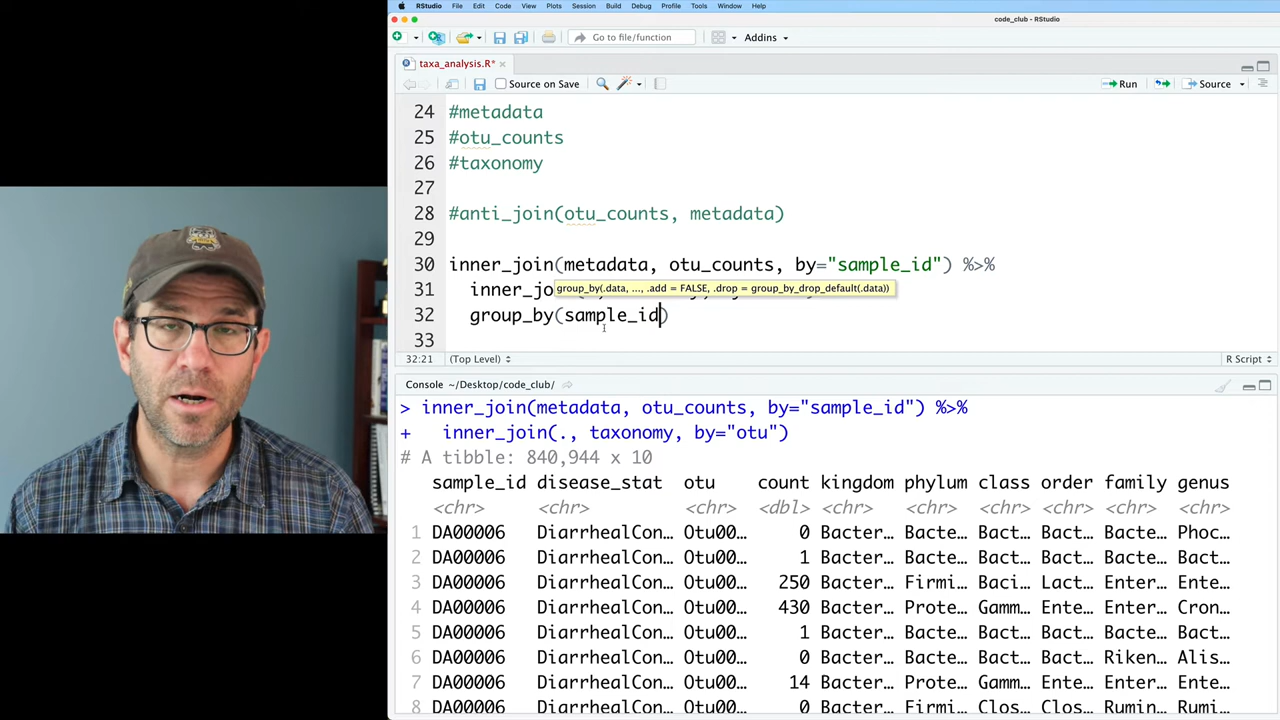 RStudio File Edit Code View Plots Session Build Debug Profile Tools Window Help
code_club - RStudio
Go to file/function Addins
taxa_analysis.R*
Source on Save Run Source
24 #metadata
25 #otu_counts
26 #taxonomy
27
28 #anti_join(otu_counts, metadata)
29
30 inner_join(metadata, otu_counts, by="sample_id") %>%
group_by(.data, ..., .add = FALSE, .drop = group_by_drop_default(.data))
31 inner_jo
32 group_by(sample_id)
33
32:21 (Top Level) R Script
Console ~/Desktop/code_club/
> inner_join(metadata, otu_counts, by="sample_id") %>%
+ inner_join(., taxonomy, by="otu")
# A tibble: 840,944 x 10
sample_id disease_stat otu count kingdom phylum class order family genus
<chr> <chr> <chr> <dbl> <chr> <chr> <chr> <chr> <chr> <chr>
1 DA00006 DiarrhealCon… Otu00… 0 Bacter… Bacte… Bact… Bact… Bacte… Phoc…
2 DA00006 DiarrhealCon… Otu00… 1 Bacter… Bacte… Bact… Bact… Bacte… Bact…
3 DA00006 DiarrhealCon… Otu00… 250 Bacter… Firmi… Baci… Lact… Enter… Ente…
4 DA00006 DiarrhealCon… Otu00… 430 Bacter… Prote… Gamm… Ente… Enter… Cron…
5 DA00006 DiarrhealCon… Otu00… 1 Bacter… Bacte… Bact… Bact… Bacte… Bact…
6 DA00006 DiarrhealCon… Otu00… 0 Bacter… Bacte… Bact… Bact… Riken… Alis…
7 DA00006 DiarrhealCon… Otu00… 14 Bacter… Prote… Gamm… Ente… Enter… Ente…
8 DA00006 DiarrhealCon… Otu00… 0 Bacter… Firmi… Clos… Clos… Rumin… Rumi…